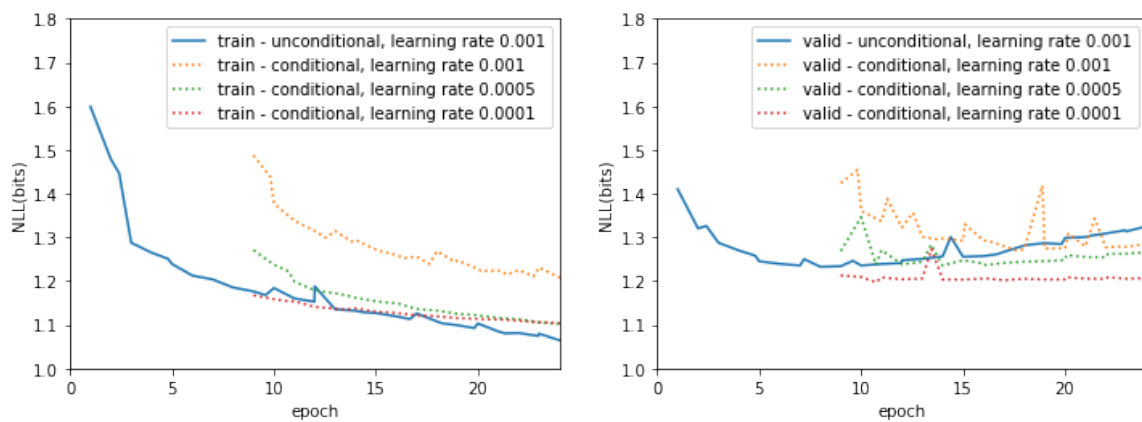 1.8
1.7
1.6
1.5
1.4
1.3
1.2
1.1
1.0
NLL(bits)
train - unconditional, learning rate 0.001
train - conditional, learning rate 0.001
train - conditional, learning rate 0.0005
train - conditional, learning rate 0.0001
0 5 10 15 20
epoch
1.8
1.7
1.6
1.5
1.4
1.3
1.2
1.1
1.0
NLL(bits)
valid - unconditional, learning rate 0.001
valid - conditional, learning rate 0.001
valid - conditional, learning rate 0.0005
valid - conditional, learning rate 0.0001
0 5 10 15 20
epoch